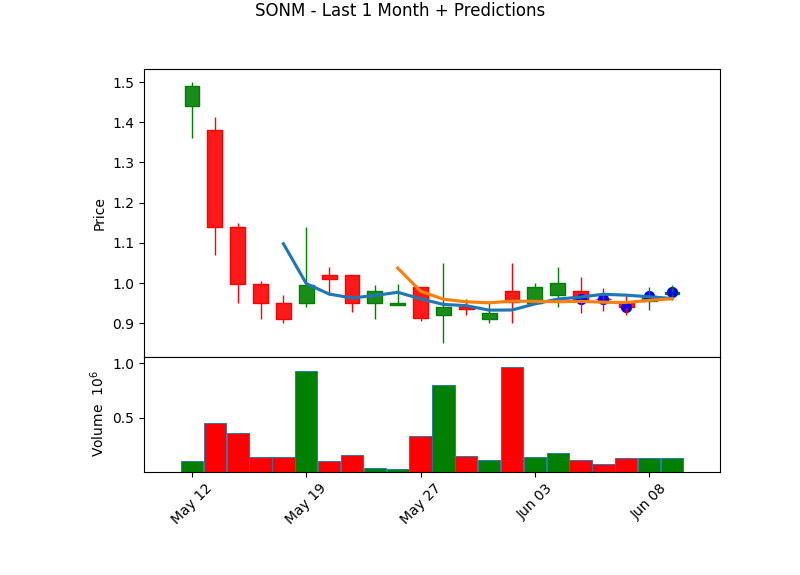 SONM - Last 1 Month + Predictions
1.5
1.4
1.3
1.2
1.1
1.0
0.9
Price
1.0
0.5
Volume 10^6
May 12
May 19
May 27
Jun 03
Jun 08